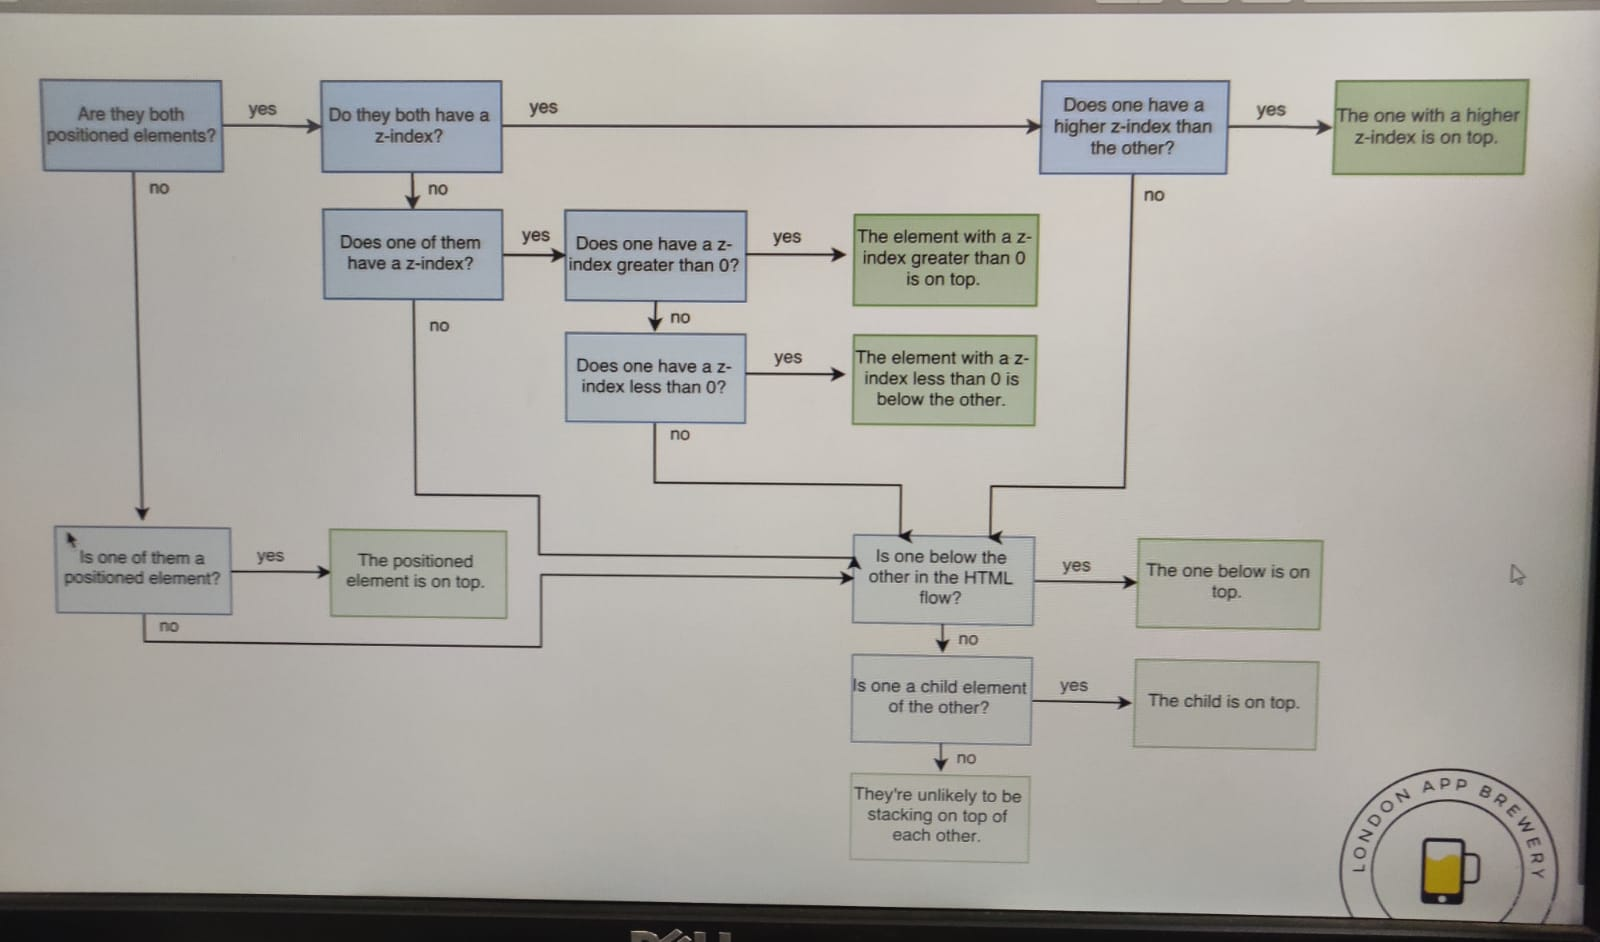 Are they both
positioned elements?
yes
Do they both have a
z-index?
yes
Does one have a
higher z-index than
the other?
yes
The one with a higher
z-index is on top.
no
no
no
Does one of them
have a z-index?
yes
Does one have a z-
index greater than 0?
yes
The element with a z-
index greater than 0
is on top.
no
no
Does one have a z-
index less than 0?
yes
The element with a z-
index less than 0 is
below the other.
no
Is one of them a
positioned element?
yes
The positioned
element is on top.
no
Is one below the
other in the HTML
flow?
yes
The one below is on
top.
no
Is one a child element
of the other?
yes
The child is on top.
no
They're unlikely to be
stacking on top of
each other.
LONDON APP BREWERY